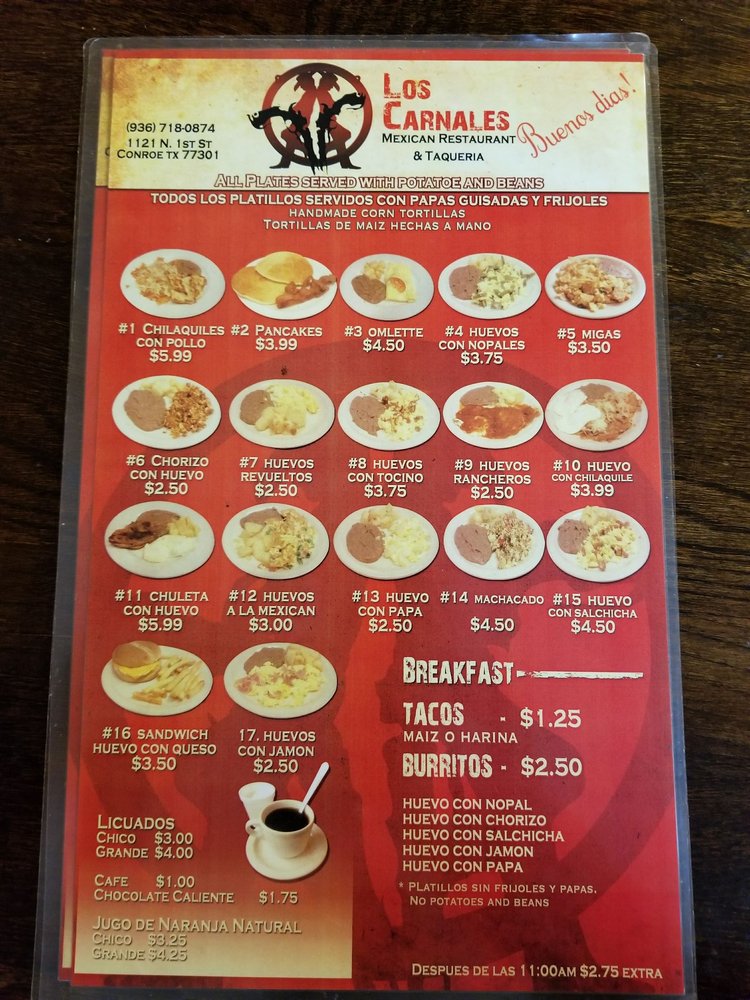 (936) 718-0874
1121 N. 1st St
Conroe TX 77301
Los
Carnales
Mexican Restaurant
& Taqueria
Buenos dias!
All Plates served with potatoe and beans
Todos los platillos servidos con papas guisadas y frijoles
Handmade corn tortillas
Tortillas de maiz hechas a mano
#1 Chilaquiles
con pollo
$5.99
#2 Pancakes
$3.99
#3 omlette
$4.50
#4 huevos
con nopales
$3.75
#5 migas
$3.50
#6 Chorizo
con huevo
$2.50
#7 huevos
revueltos
$2.50
#8 huevos
con tocino
$3.75
#9 huevos
rancheros
$2.50
#10 huevo
con chilaquile
$3.99
#11 chuleta
con huevo
$5.99
#12 huevos
a la mexican
$3.00
#13 huevo
con papa
$2.50
#14 machacado
$4.50
#15 huevo
con salchicha
$4.50
#16 sandwich
huevo con queso
$3.50
17. huevos
con jamon
$2.50
Breakfast
Tacos - $1.25
maiz o harina
Burritos - $2.50
huevo con nopal
huevo con chorizo
huevo con salchicha
huevo con jamon
huevo con papa
* Platillos sin frijoles y papas.
No potatoes and beans
Licuados
Chico $3.00
Grande $4.00
Cafe $1.00
Chocolate Caliente $1.75
Jugo de Naranja Natural
Chico $3.25
Grande $4.25
Despues de las 11:00am $2.75 extra